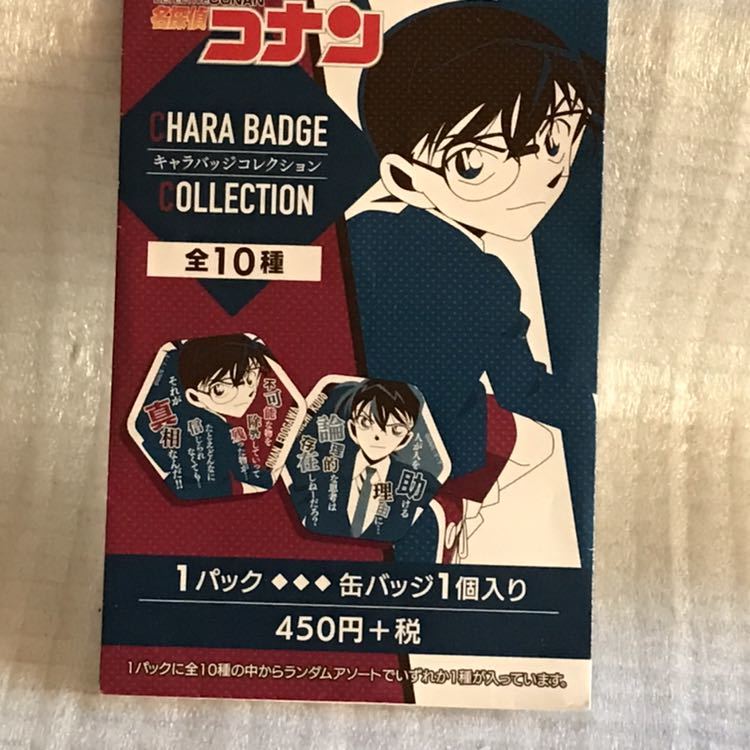 CONAN
名探偵
コナン
CHARA BADGE
キャラバッジコレクション
COLLECTION
全10種
不可能な物を
除外していって
残った物が…
たとえどんなに
信じられ
なくても…
それが
真相なんだ!!
人が人を助ける
理由に…
論理的な思考は
存在しねーだろ?
1パック◆◆◆缶バッジ1個入り
450円+税
1パックに全10種の中からランダムアソートでいずれか1種が入っています。